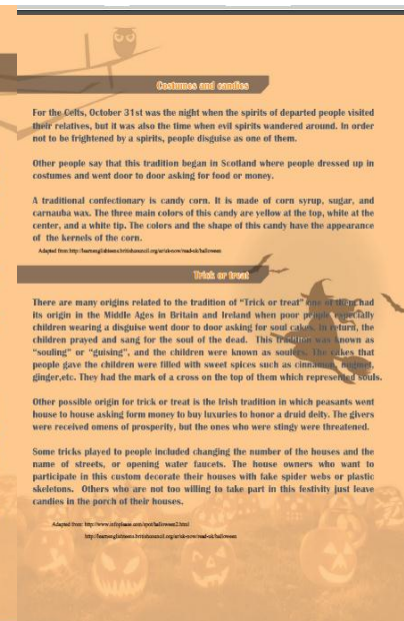 Costumes and candies
For the Celts, October 31st was the night when the spirits of departed people visited
their relatives, but it was also the time when evil spirits wandered around. In order
not to be frightened by a spirits, people disguise as one of them.
Other people say that this tradition began in Scotland where people dressed up in
costumes and went door to door asking for food or money.
A traditional confectionary is candy corn. It is made of corn syrup, sugar, and
carnauba wax. The three main colors of this candy are yellow at the top, white at the
center, and a white tip. The colors and the shape of this candy have the appearance
of the kernels of the corn.
Adapted from:
Trick or treat
There are many origins related to the tradition of "Trick or treat" one of them had
its origin in the Middle Ages in Britain and Ireland when poor people especially
children wearing a disguise went door to door asking for soul cakes. In return, the
children prayed and sang for the soul of the dead. This tradition was known as
"souling" or "guising", and the children were known as soulers. The cakes that
people gave the children were filled with sweet spices such as cinnamon,
ginger,etc. They had the mark of a cross on the top of them which represented souls.
Other possible origin for trick or treat is the Irish tradition in which peasants went
house to house asking form money to buy luxuries to honor a druid deity. The givers
were received omens of prosperity, but the ones who were stingy were threatened.
Some tricks played to people included changing the number of the houses and the
name of streets, or opening water faucets. The house owners who want to
participate in this custom decorate their houses with fake spider webs or plastic
skeletons. Others who are not too willing to take part in this festivity just leave
candies in the porch of their houses.
Adapted from: